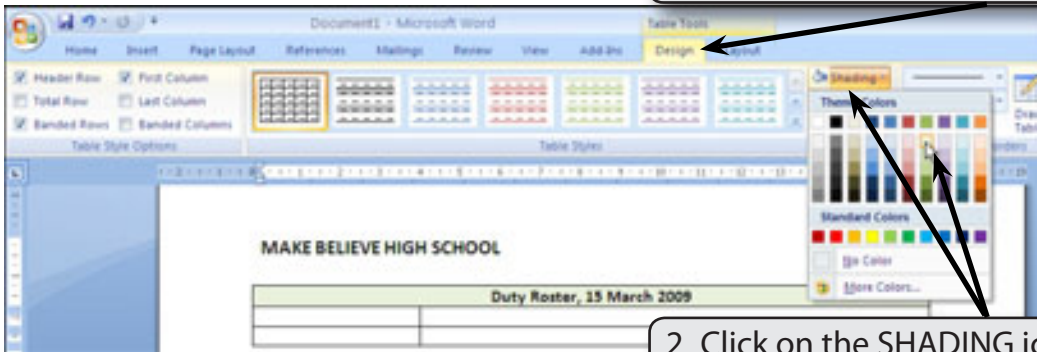 Document1 - Microsoft Word
Table Tools
Home Insert Page Layout References Mailings Review View Add-Ins Design Layout
Header Row First Column
Total Row Last Column
Banded Rows Banded Columns
Table Style Options
Table Styles
Shading
Theme Colors
Standard Colors
No Color
More Colors...
MAKE BELIEVE HIGH SCHOOL
Duty Roster, 15 March 2009
2. Click on the SHADING